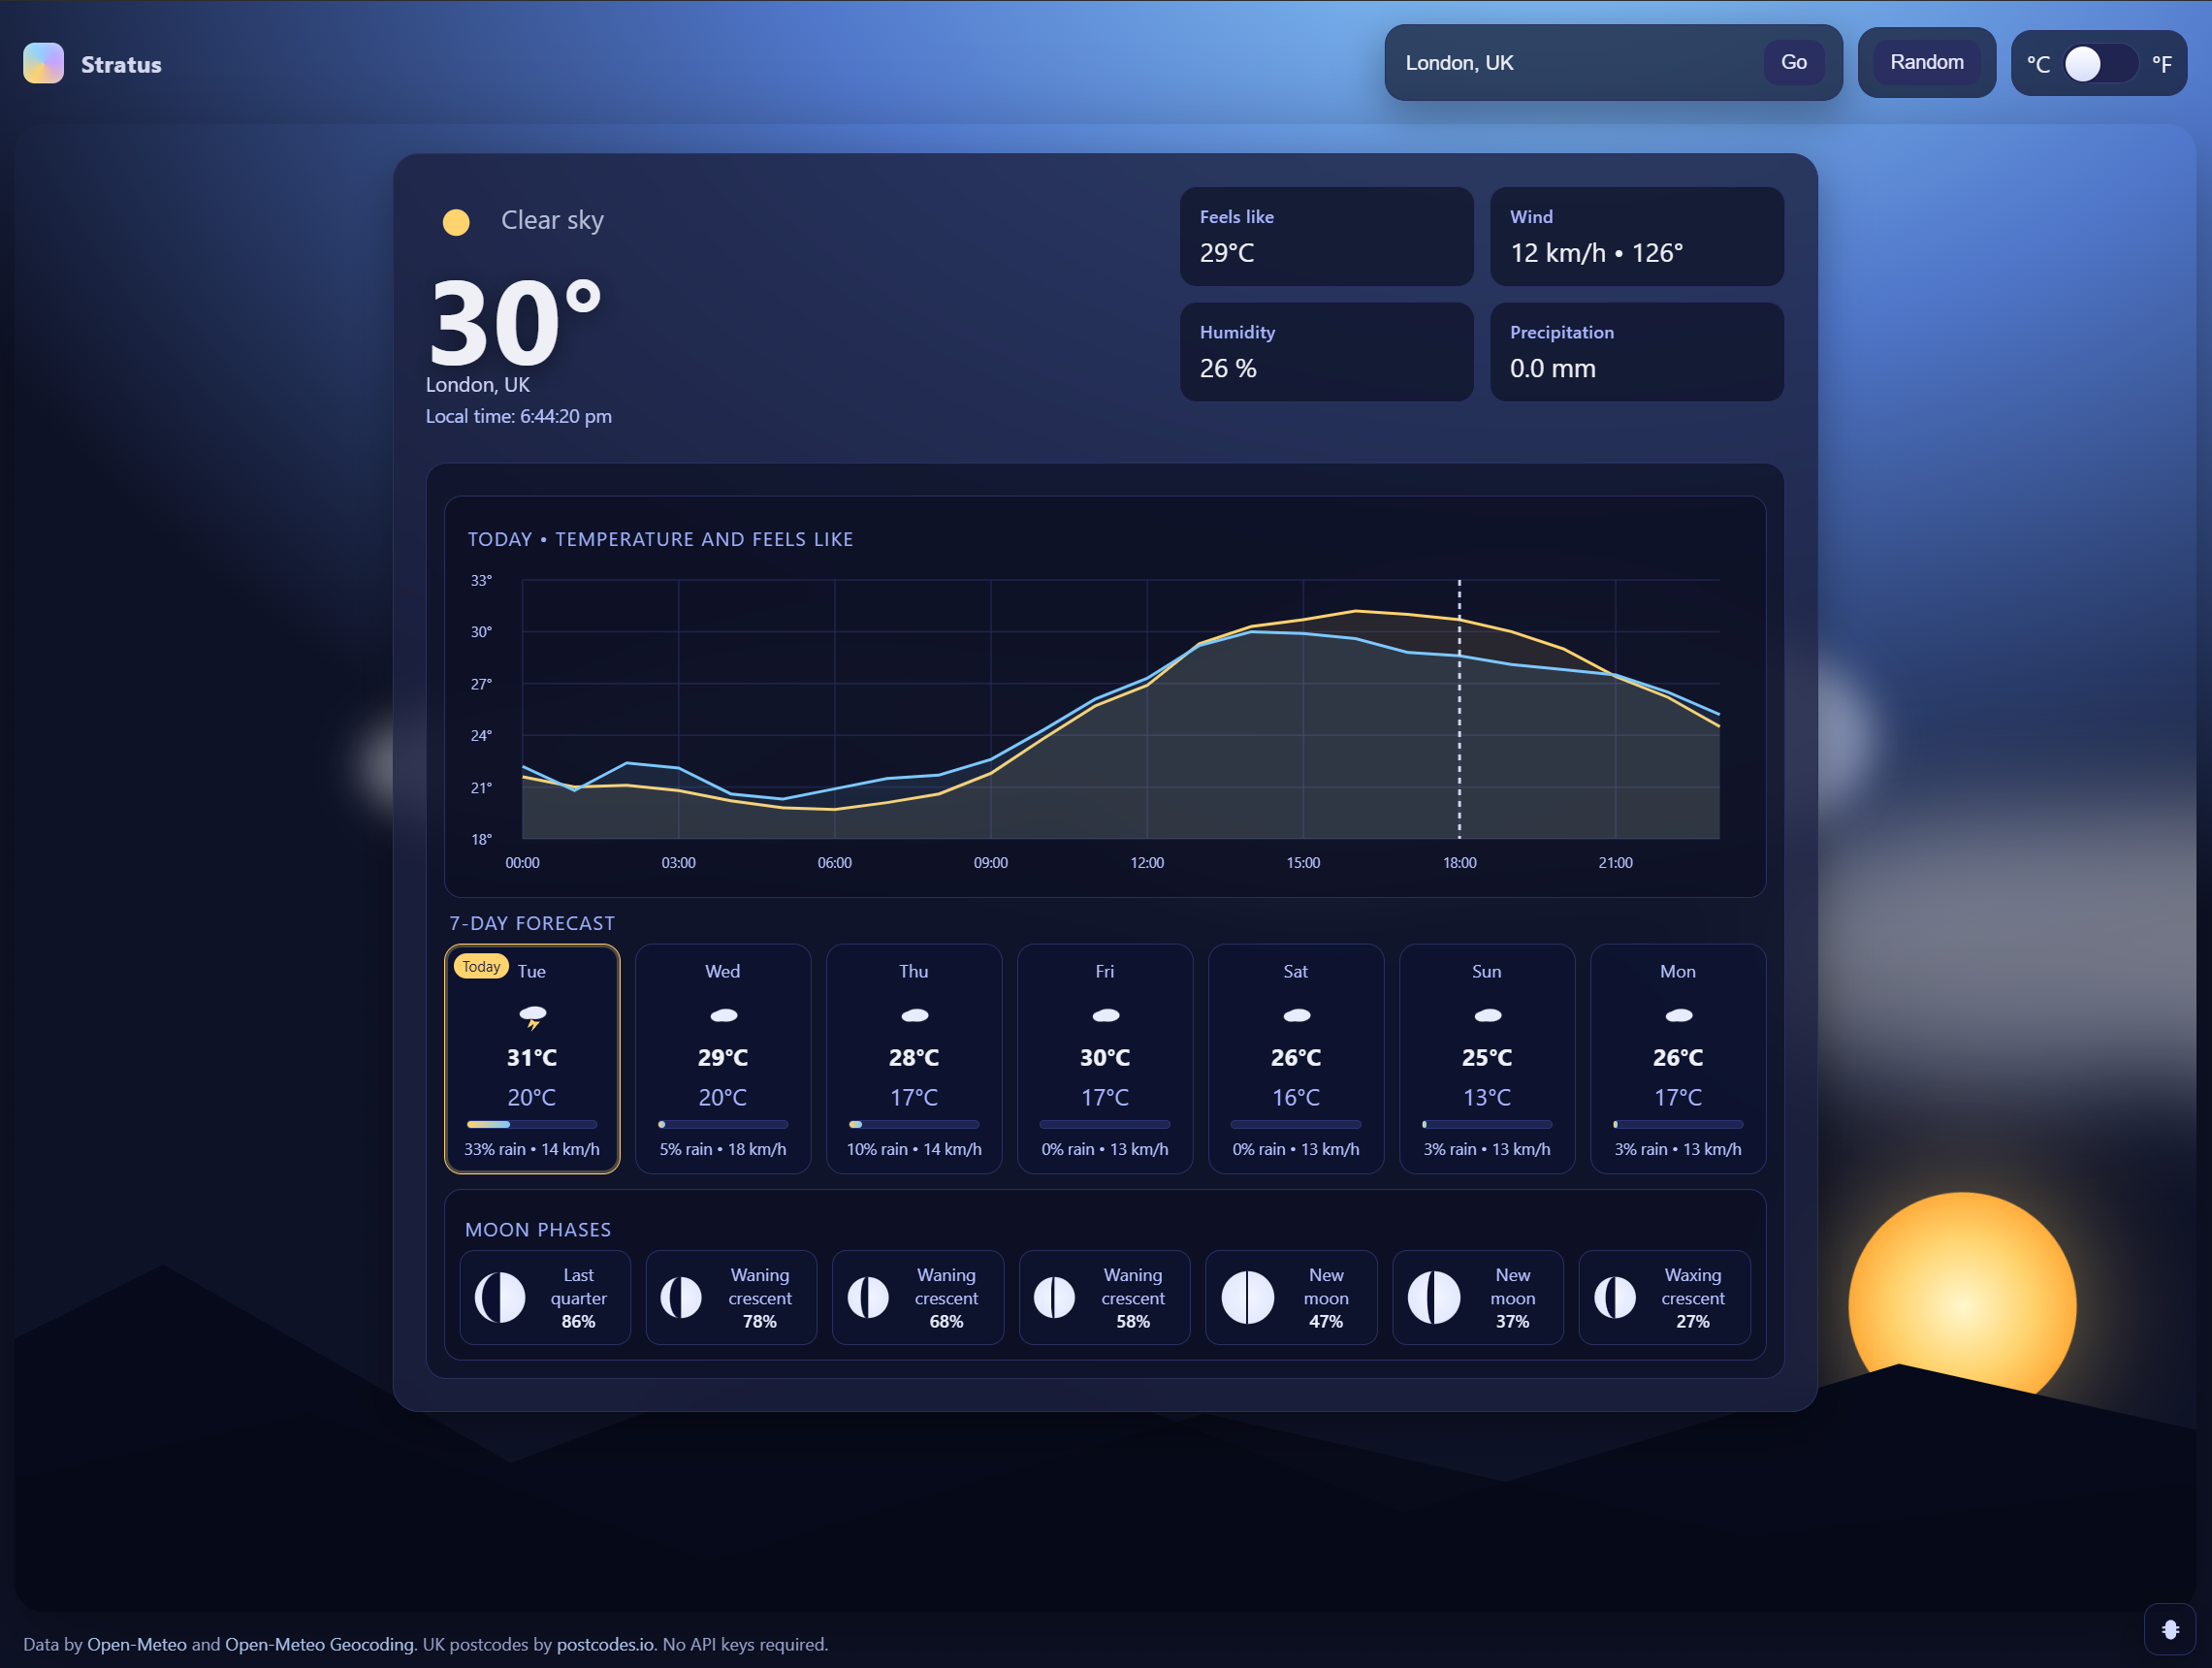 Stratus
London, UK
Go
Random
°C
°F
Clear sky
30°
London, UK
Local time: 6:44:20 pm
Feels like
29°C
Wind
12 km/h • 126°
Humidity
26 %
Precipitation
0.0 mm
TODAY • TEMPERATURE AND FEELS LIKE
33°
30°
27°
24°
21°
18°
00:00
03:00
06:00
09:00
12:00
15:00
18:00
21:00
7-DAY FORECAST
Today
Tue
31°C
20°C
33% rain • 14 km/h
Wed
29°C
20°C
5% rain • 18 km/h
Thu
28°C
17°C
10% rain • 14 km/h
Fri
30°C
17°C
0% rain • 13 km/h
Sat
26°C
16°C
0% rain • 13 km/h
Sun
25°C
13°C
3% rain • 13 km/h
Mon
26°C
17°C
3% rain • 13 km/h
MOON PHASES
Last
quarter
86%
Waning
crescent
78%
Waning
crescent
68%
Waning
crescent
58%
New
moon
47%
New
moon
37%
Waxing
crescent
27%
Data by Open-Meteo and Open-Meteo Geocoding. UK postcodes by postcodes.io. No API keys required.